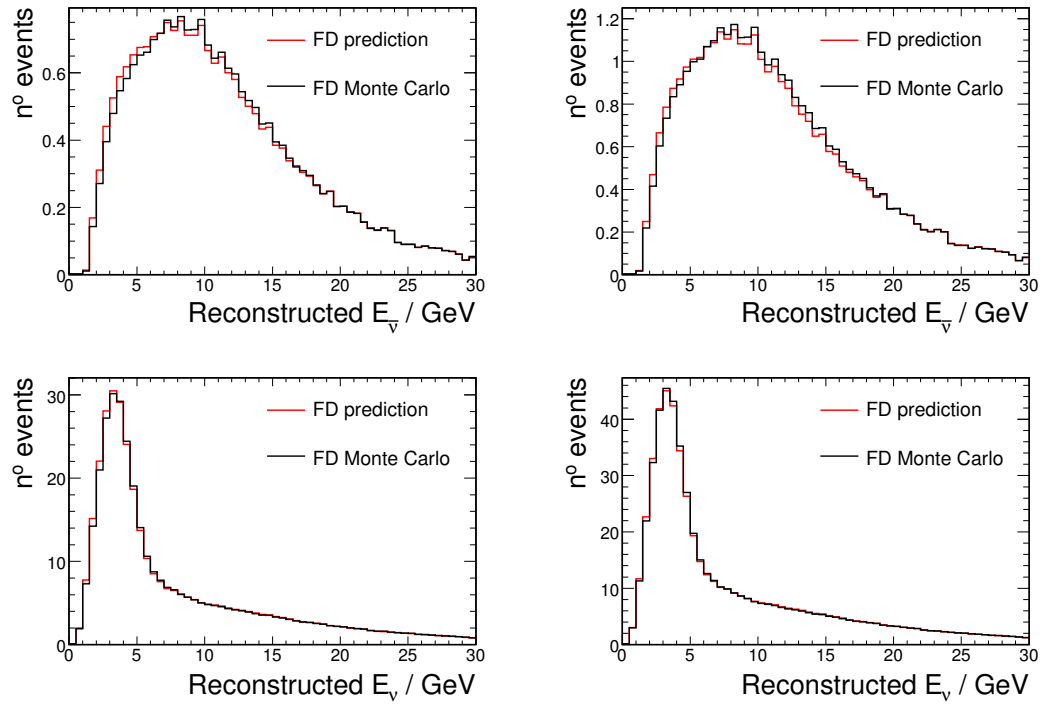 nº events
0.8
0.6
0.4
0.2
0
FD prediction
FD Monte Carlo
0 5 10 15 20 25 30
Reconstructed E_ν̅ / GeV
nº events
1.2
1
0.8
0.6
0.4
0.2
0
FD prediction
FD Monte Carlo
0 5 10 15 20 25 30
Reconstructed E_ν̅ / GeV
nº events
30
20
10
0
FD prediction
FD Monte Carlo
0 5 10 15 20 25 30
Reconstructed E_ν / GeV
nº events
40
20
0
FD prediction
FD Monte Carlo
0 5 10 15 20 25 30
Reconstructed E_ν / GeV